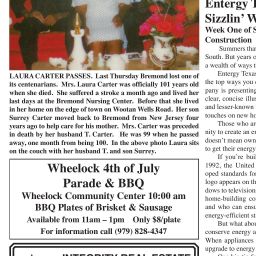 LAURA CARTER PASSES. Last Thursday Bremond lost one of
its centenarians. Mrs. Laura Carter was officially 101 years old
when she died. She suffered a stroke a month ago and lived her
last days at the Bremond Nursing Center. Before that she lived
in her home on the edge of town on Wootan Wells Road. Her son
Surrey Carter moved back to Bremond from New Jersey four
years ago to help care for his mother. Mrs. Carter was preceded
in death by her husband T. Carter. He was 99 when he passed
away, one month from being 100. In the above photo Laura sits
on the couch with her husband T. and son Surrey.
Wheelock 4th of July
Parade & BBQ
Wheelock Community Center 10:00 am
BBQ Plates of Brisket & Sausage
Available from 11am – 1pm Only $8/plate
For information call (979) 828-4347
INTEGRITY REAL ESTATE
Entergy T
Sizzlin' W
Week One of S
Construction
Summers that
South. But years o
a wealth of ways t
Entergy Texas
the top ways you c
pany is presenting
clear, concise illus
and lesser-known
touches on new ho
Those who are
nity to create an en
doesn't mean own
to get their energy
If you're buil
1992, the United
oped standards for
logo appears on th
dows to television
home-building co
and who can ensu
energy-efficient st
But what abou
conserve energy a
When appliances
upgrade to energy